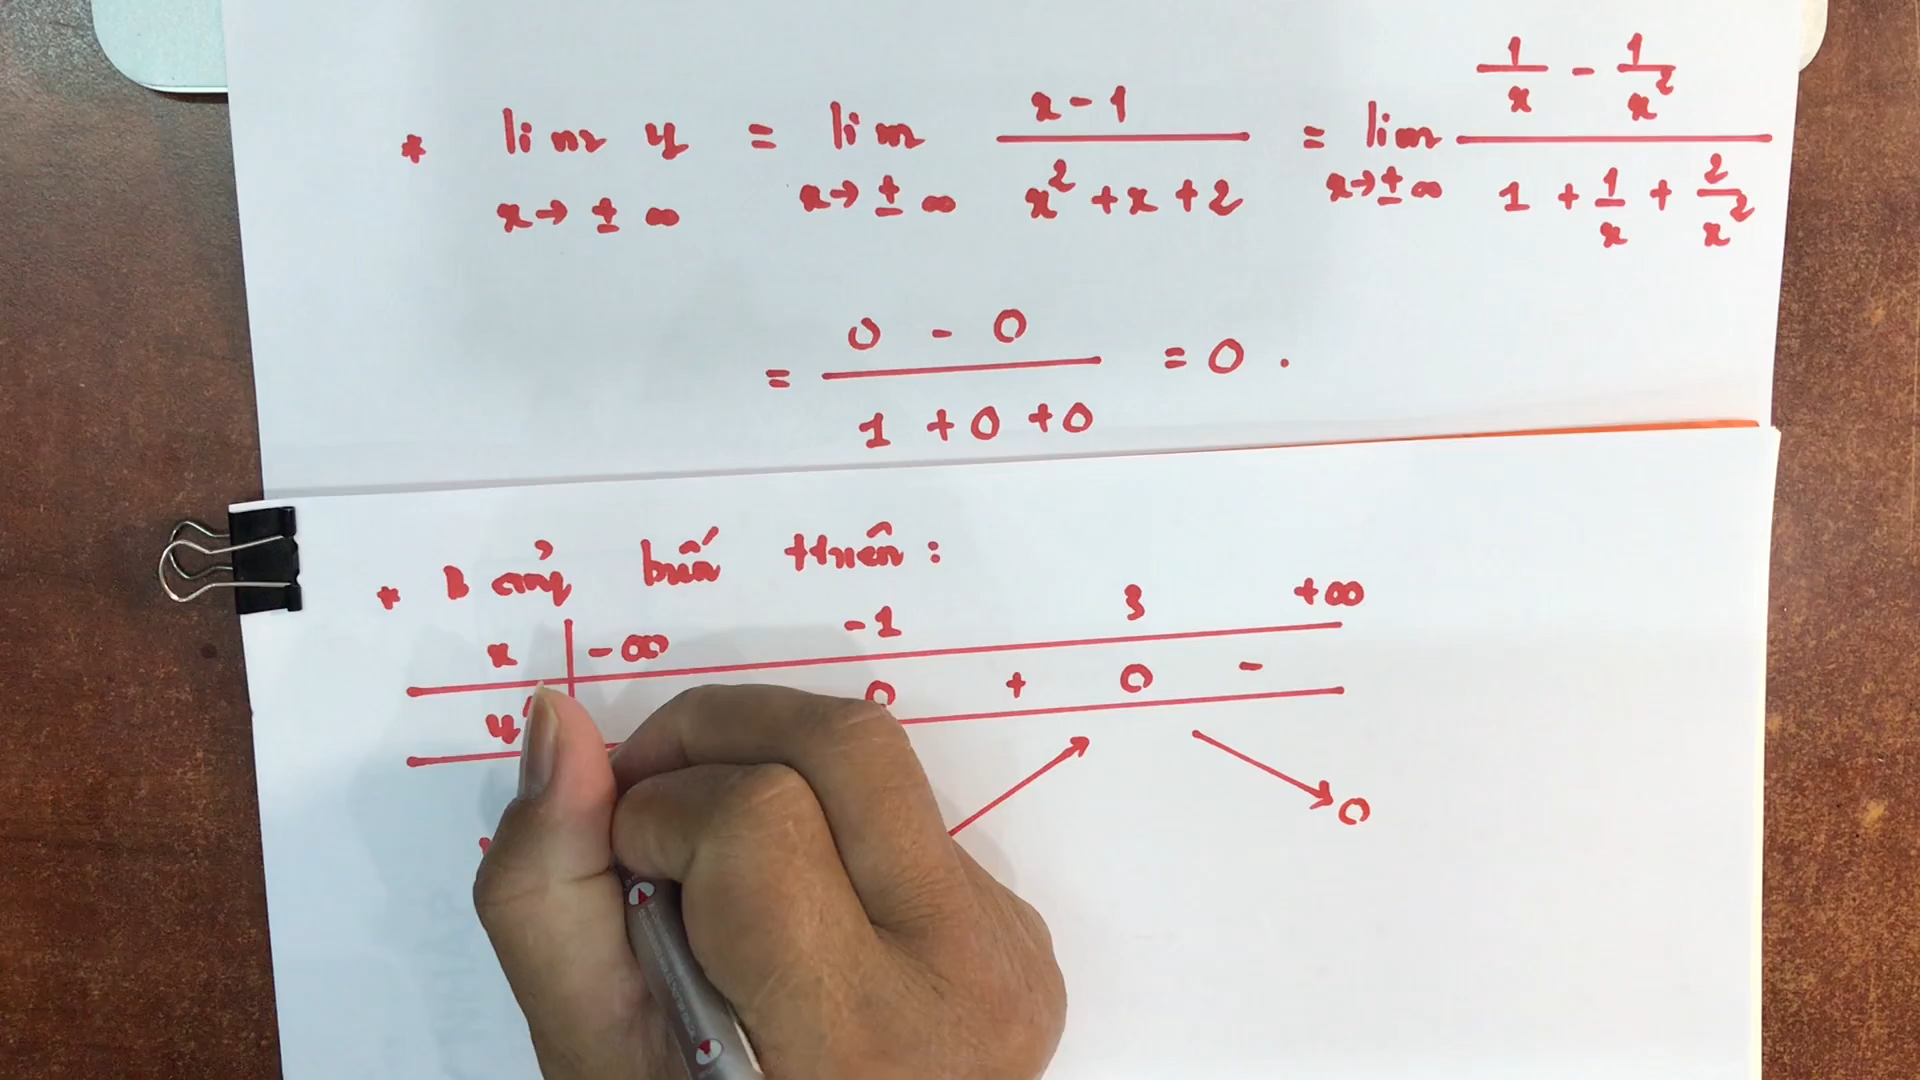 * lim y = lim x - 1 / x² + x + 2 = lim 1/x - 1/x² / 1 + 1/x + 2/x²
x → ± ∞ x → ± ∞ x → ± ∞
= 0 - 0 / 1 + 0 + 0 = 0 .
* Bảng biến thiên :
x -∞ -1 3 +∞
y' 0 + 0 -
0